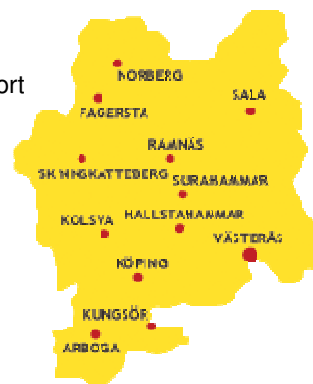 ort
NORBERG
SALA
FAGERSTA
RAMNÄS
SKINNSKATTEBERG
SURAHAMMAR
KOLSVA
HALLSTAHAMMAR
VÄSTERÅS
KÖPING
KUNGSÖR
ARBOGA